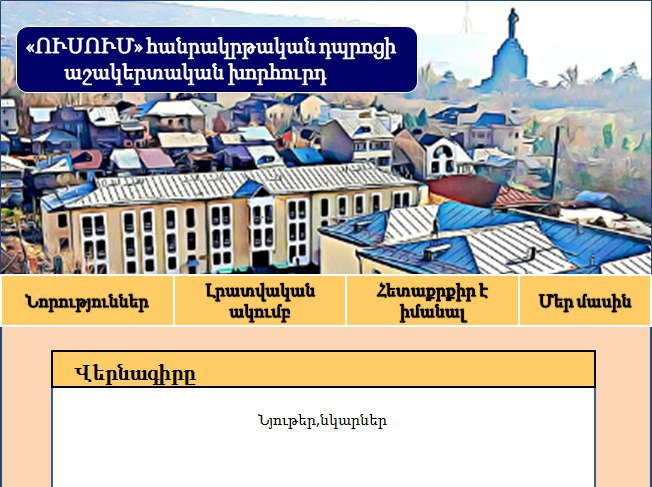 «ՈՒՍՈՒՄ» հանրակրթական դպրոցի
աշակերտական խորհուրդ
Նորություններ
Լրատվական
ակումբ
Հետաքրքիր է
իմանալ
Մեր մասին
Վերնագիրը
Նյութեր,նկարներ